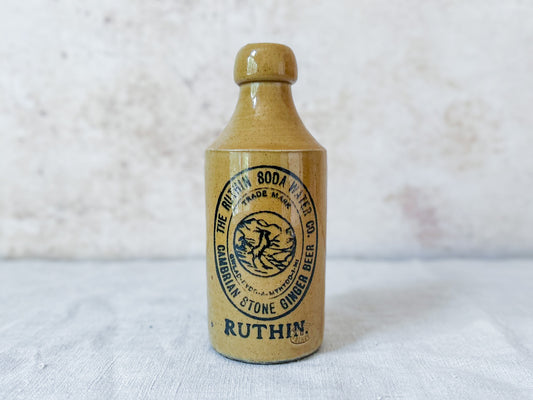 THE RUTHIN SODA WATER CO.
TRADE MARK
CAMBRIAN STONE GINGER BEER
RUTHIN.